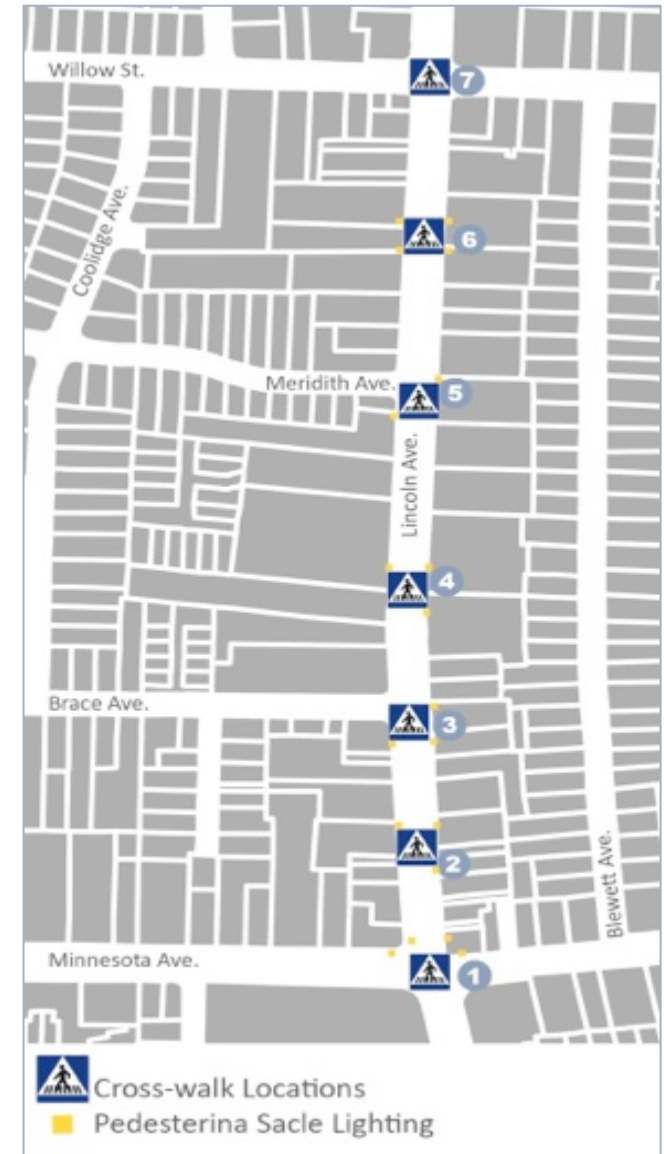 Willow St.
7
Coolidge Ave.
6
Meridith Ave.
5
Lincoln Ave.
4
Brace Ave.
3
2
Blewett Ave.
Minnesota Ave.
1
Cross-walk Locations
Pedesterina Sacle Lighting